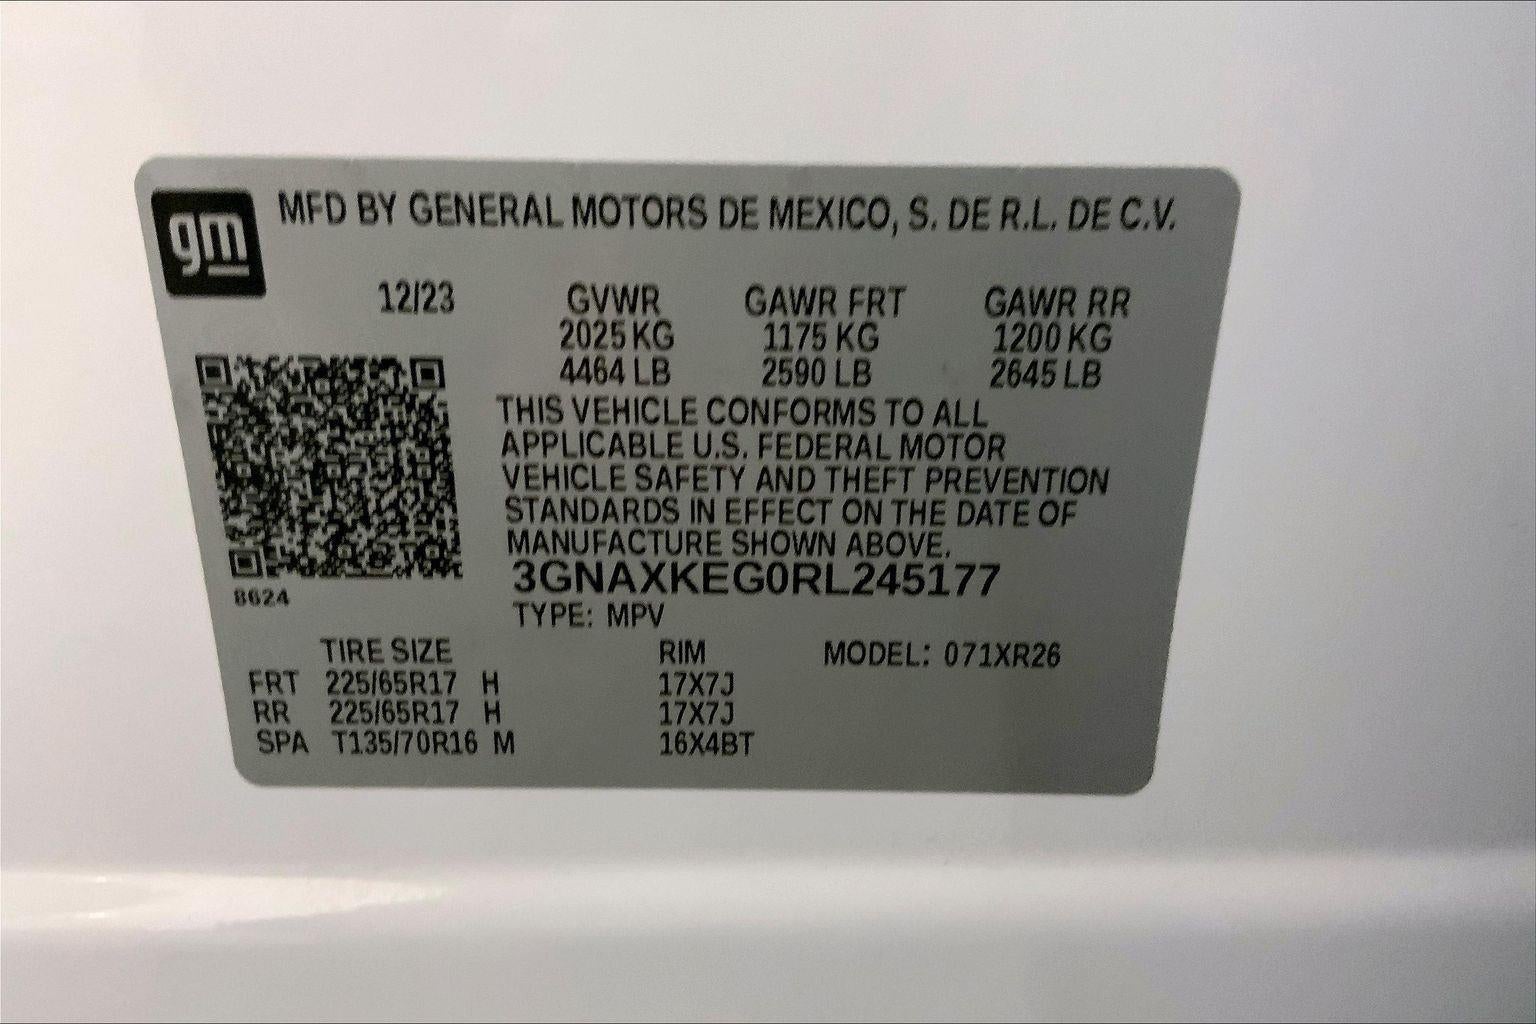 gm MFD BY GENERAL MOTORS DE MEXICO, S. DE R.L. DE C.V.
12/23 GVWR GAWR FRT GAWR RR
2025 KG 1175 KG 1200 KG
4464 LB 2590 LB 2645 LB
THIS VEHICLE CONFORMS TO ALL
APPLICABLE U.S. FEDERAL MOTOR
VEHICLE SAFETY AND THEFT PREVENTION
STANDARDS IN EFFECT ON THE DATE OF
MANUFACTURE SHOWN ABOVE.
3GNAXKEG0RL245177
8624
TYPE: MPV
TIRE SIZE RIM MODEL: 071XR26
FRT 225/65R17 H 17X7J
RR 225/65R17 H 17X7J
SPA T135/70R16 M 16X4BT